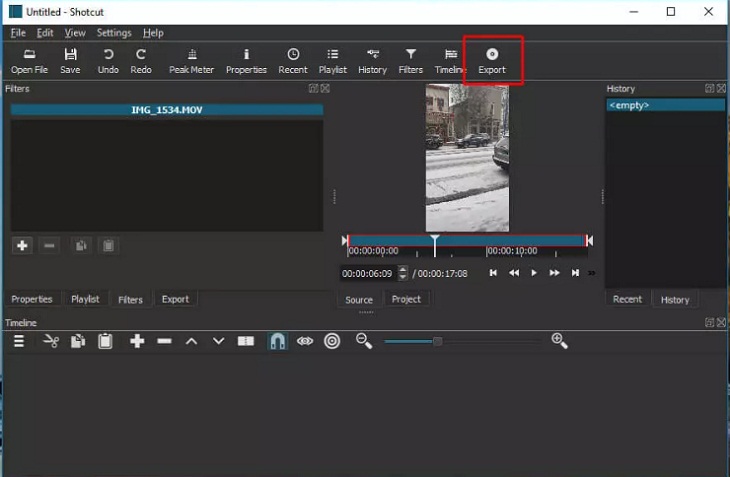 Untitled - Shotcut
File Edit View Settings Help
Open File Save Undo Redo Peak Meter Properties Recent Playlist History Filters Timeline Export
Filters
History
IMG_1534.MOV
<empty>
00:00:00:00 00:00:10:00
00:00:06:09 / 00:00:17:08
Properties Playlist Filters Export
Source Project
Recent History
Timeline